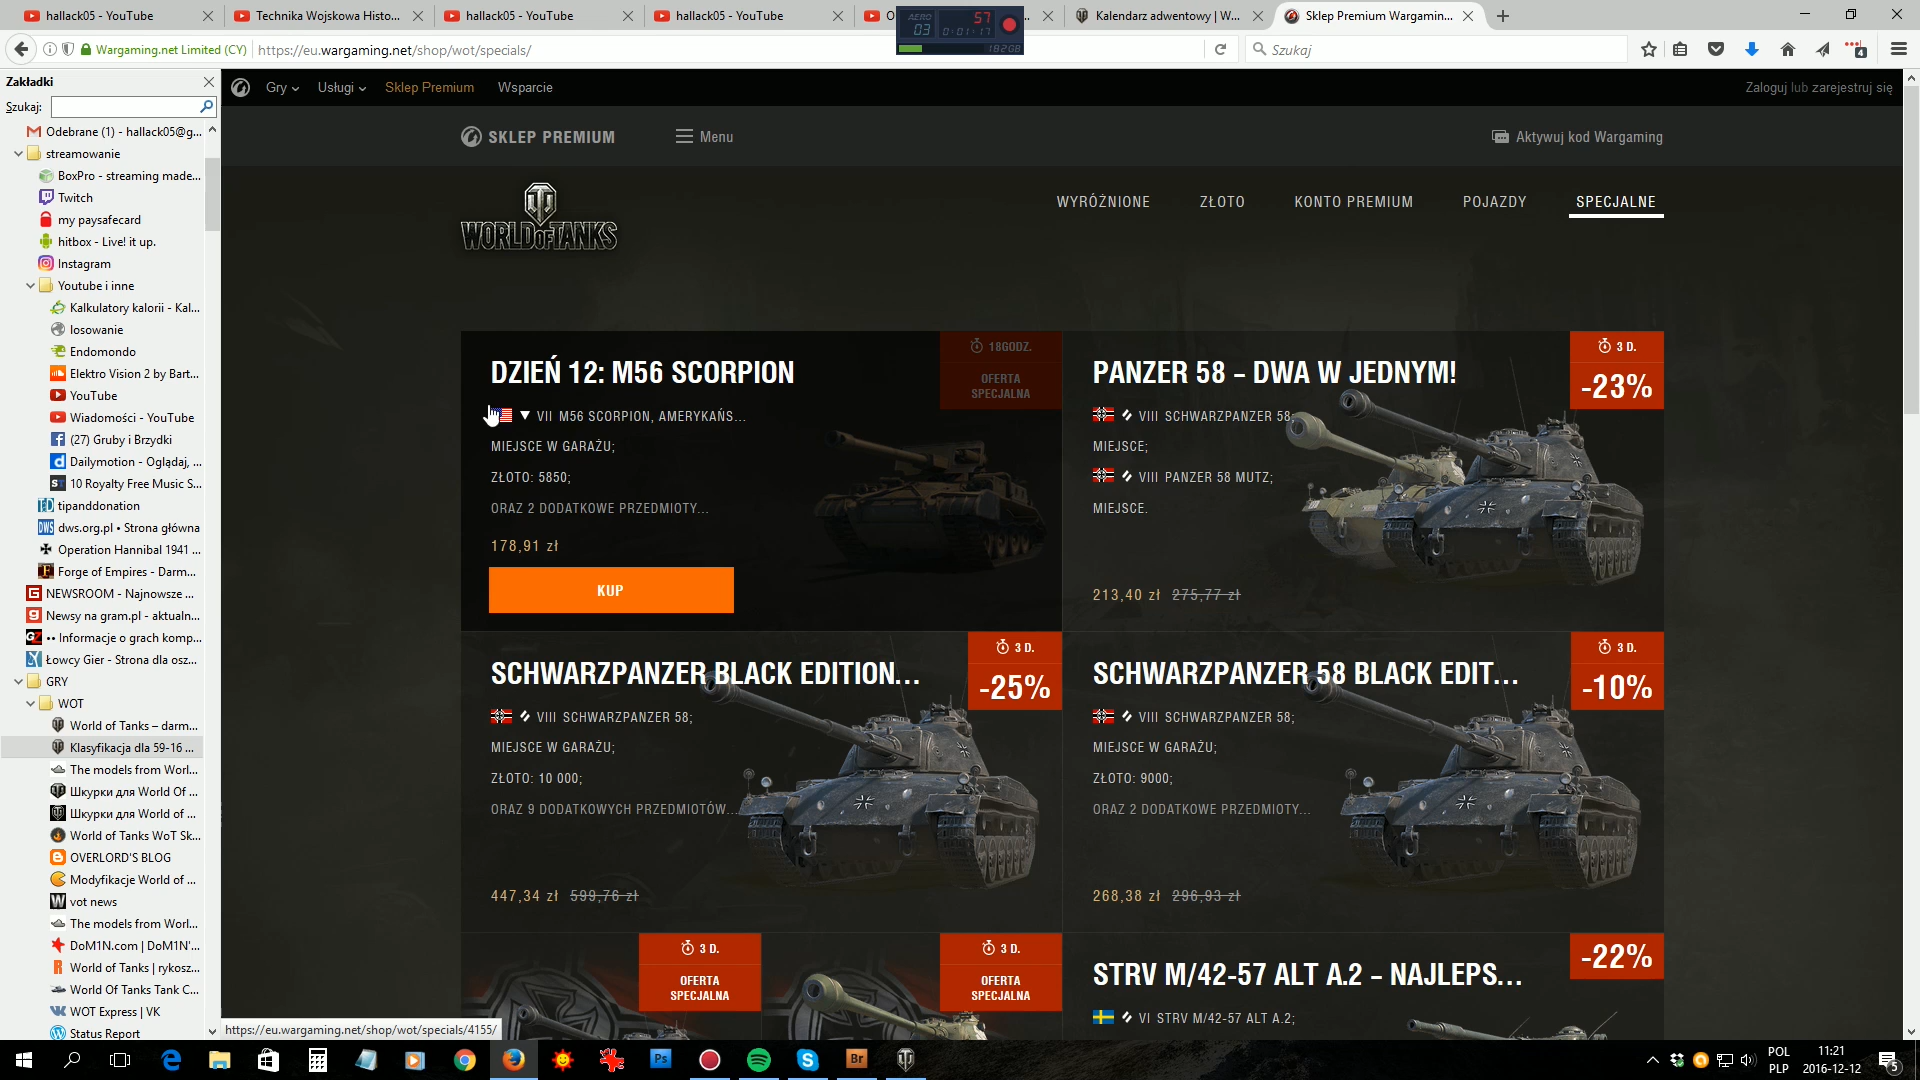 hallack05 - YouTube
Technika Wojskowa Histo...
hallack05 - YouTube
hallack05 - YouTube
Kalendarz adwentowy | W...
Sklep Premium Wargamin...
AERO
03
57
0:01:17
182GB
Wargaming.net Limited (CY)
https://eu.wargaming.net/shop/wot/specials/
Szukaj
4
Zakładki
Szukaj:
Odebrane (1) - hallack05@g...
streamowanie
BoxPro - streaming made...
Twitch
my paysafecard
hitbox - Live! it up.
Instagram
Youtube i inne
Kalkulatory kalorii - Kal...
losowanie
Endomondo
Elektro Vision 2 by Bart...
YouTube
Wiadomości - YouTube
(27) Gruby i Brzydki
Dailymotion - Oglądaj, ...
10 Royalty Free Music S...
tipanddonation
dws.org.pl • Strona główna
Operation Hannibal 1941 ...
Forge of Empires - Darm...
NEWSROOM - Najnowsze ...
Newsy na gram.pl - aktualn...
•• Informacje o grach komp...
Łowcy Gier - Strona dla osz...
GRY
WOT
World of Tanks – darm...
Klasyfikacja dla 59-16 ...
The models from Worl...
Шкурки для World Of ...
Шкурки для World of ...
World of Tanks WoT Sk...
OVERLORD'S BLOG
Modyfikacje World of ...
vot news
The models from Worl...
DoM1N.com | DoM1N'...
World of Tanks | rykosz...
World Of Tanks Tank C...
WOT Express | VK
Status Report
Gry
Usługi
Sklep Premium
Wsparcie
Zaloguj lub zarejestruj się
SKLEP PREMIUM
Menu
Aktywuj kod Wargaming
WORLD OF TANKS
WYRÓŻNIONE
ZŁOTO
KONTO PREMIUM
POJAZDY
SPECJALNE
DZIEŃ 12: M56 SCORPION
18GODZ.
OFERTA
SPECJALNA
VII M56 SCORPION, AMERYKAŃS...
MIEJSCE W GARAŻU;
ZŁOTO: 5850;
ORAZ 2 DODATKOWE PRZEDMIOTY...
178,91 zł
KUP
PANZER 58 – DWA W JEDNYM!
3 D.
-23%
VIII SCHWARZPANZER 58;
MIEJSCE;
VIII PANZER 58 MUTZ;
MIEJSCE.
213,40 zł 275,77 zł
SCHWARZPANZER BLACK EDITION...
3 D.
-25%
VIII SCHWARZPANZER 58;
MIEJSCE W GARAŻU;
ZŁOTO: 10 000;
ORAZ 9 DODATKOWYCH PRZEDMIOTÓW...
447,34 zł 599,76 zł
SCHWARZPANZER 58 BLACK EDIT...
3 D.
-10%
VIII SCHWARZPANZER 58;
MIEJSCE W GARAŻU;
ZŁOTO: 9000;
ORAZ 2 DODATKOWE PRZEDMIOTY...
268,38 zł 296,93 zł
3 D.
OFERTA
SPECJALNA
3 D.
OFERTA
SPECJALNA
STRV M/42-57 ALT A.2 – NAJLEPS...
-22%
VI STRV M/42-57 ALT A.2;
https://eu.wargaming.net/shop/wot/specials/4155/
Ps
Br
POL
PLP
11:21
2016-12-12
5